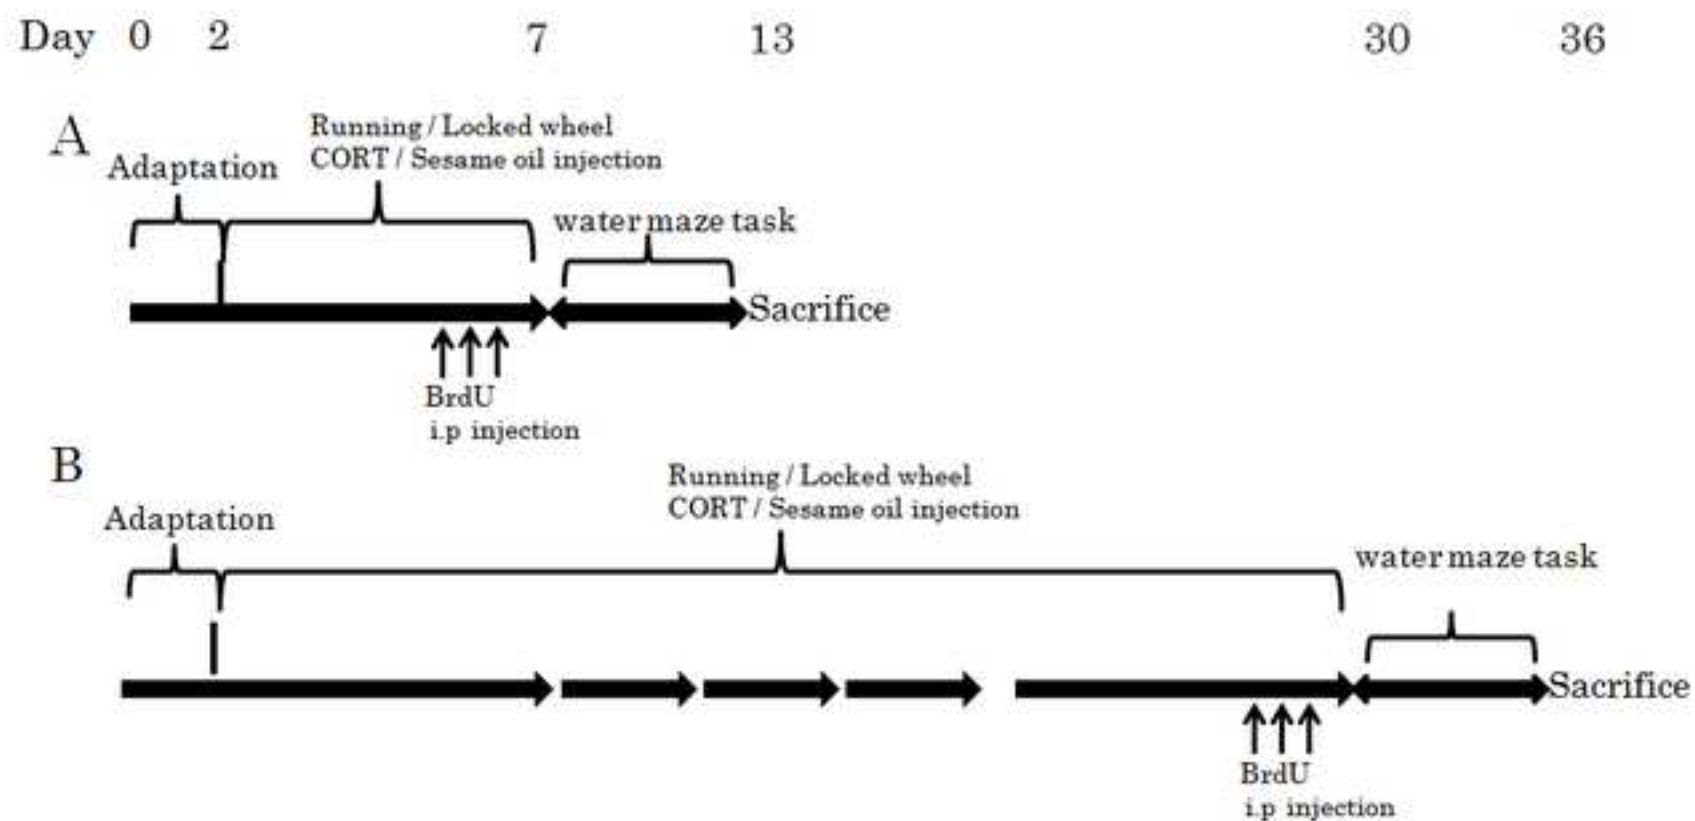 Day 0 2 7 13 30 36
A
Running / Locked wheel
CORT / Sesame oil injection
Adaptation
water maze task
Sacrifice
BrdU
i.p injection
B
Running / Locked wheel
CORT / Sesame oil injection
Adaptation
water maze task
Sacrifice
BrdU
i.p injection